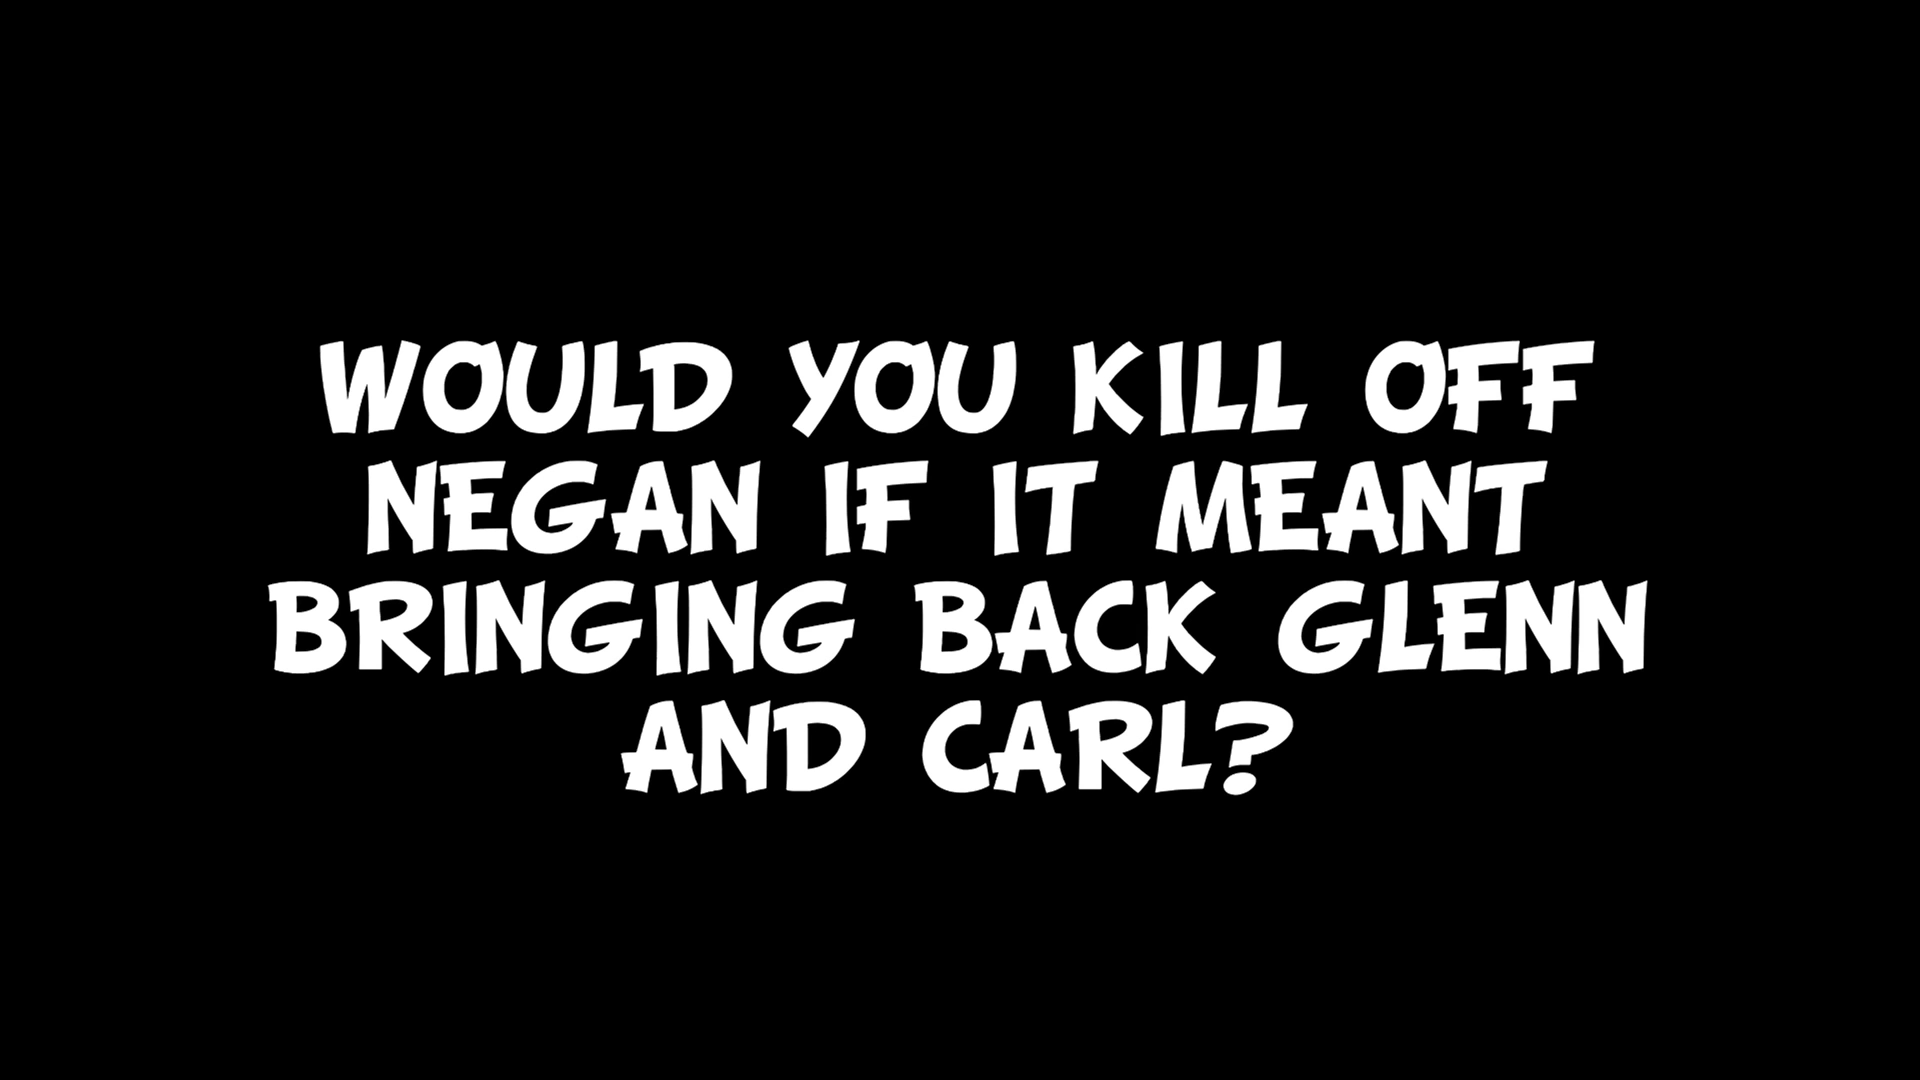 WOULD YOU KILL OFF
NEGAN IF IT MEANT
BRINGING BACK GLENN
AND CARL?